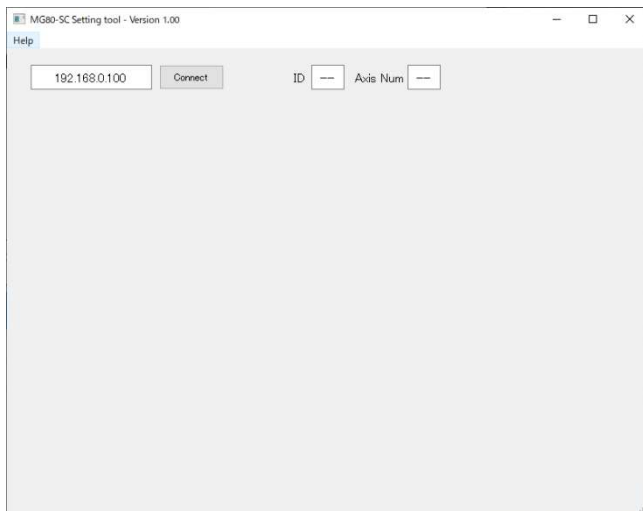 MG80-SC Setting tool - Version 1.00
Help
192.168.0.100 Connect ID -- Axis Num --